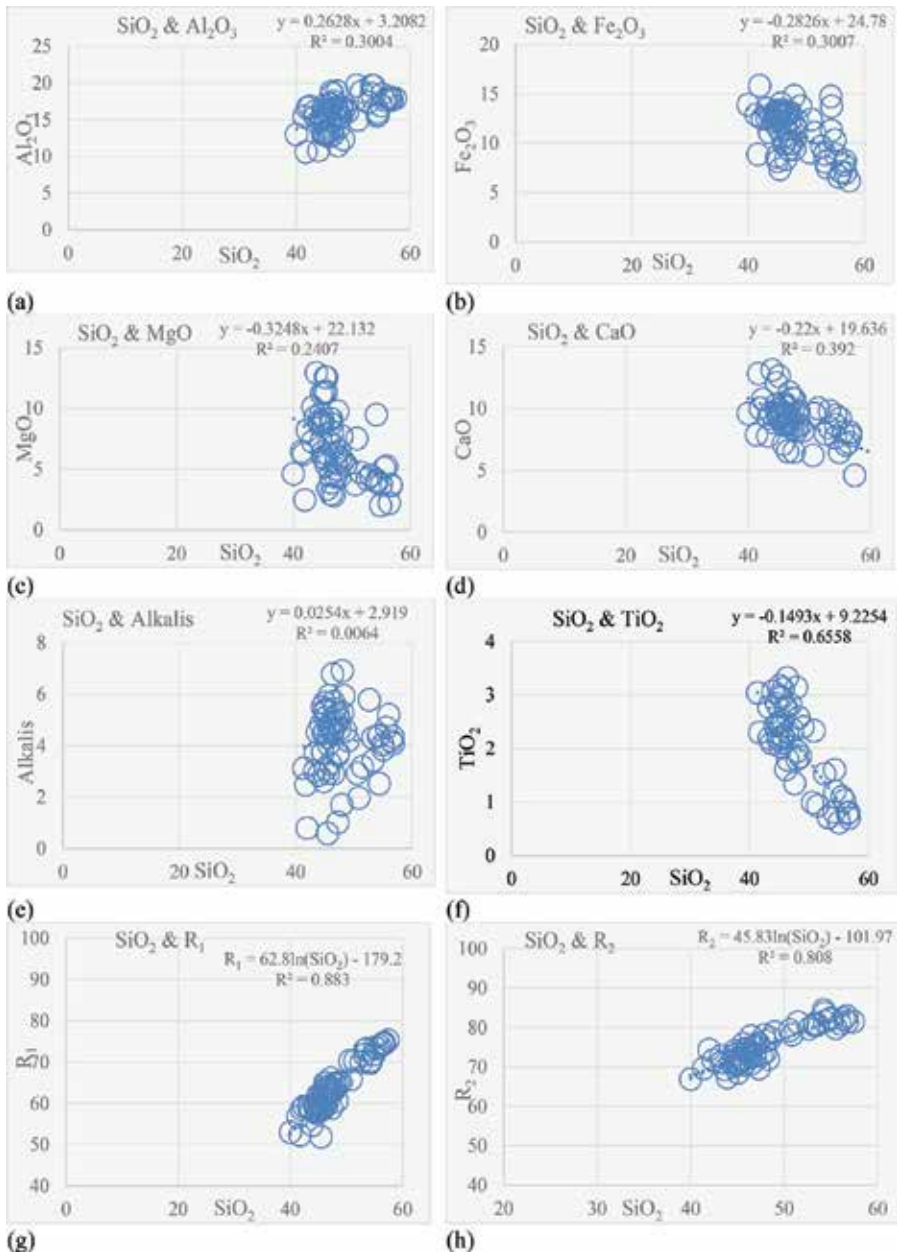 SiO₂ & Al₂O₃
y = 0.2628x + 3.2082
R² = 0.3004
25
20
15
10
5
0
Al₂O₃
0
20
40
60
SiO₂
(a)
SiO₂ & Fe₂O₃
y = -0.2826x + 24.78
R² = 0.3007
20
15
10
5
0
Fe₂O₃
0
20
40
60
SiO₂
(b)
SiO₂ & MgO
y = -0.3248x + 22.132
R² = 0.2407
15
10
5
0
MgO
0
20
40
60
SiO₂
(c)
SiO₂ & CaO
y = -0.22x + 19.636
R² = 0.392
15
10
5
0
CaO
0
20
40
60
SiO₂
(d)
SiO₂ & Alkalis
y = 0.0254x + 2.919
R² = 0.0064
8
6
4
2
0
Alkalis
0
20
40
60
SiO₂
(e)
SiO₂ & TiO₂
y = -0.1493x + 9.2254
R² = 0.6558
4
3
2
1
0
TiO₂
0
20
40
60
SiO₂
(f)
SiO₂ & R₁
R₁ = 62.8ln(SiO₂) - 179.2
R² = 0.883
100
90
80
70
60
50
40
R₁
0
20
40
60
SiO₂
(g)
SiO₂ & R₂
R₂ = 45.83ln(SiO₂) - 101.97
R² = 0.808
100
90
80
70
60
50
40
R₂
20
30
40
50
60
SiO₂
(h)